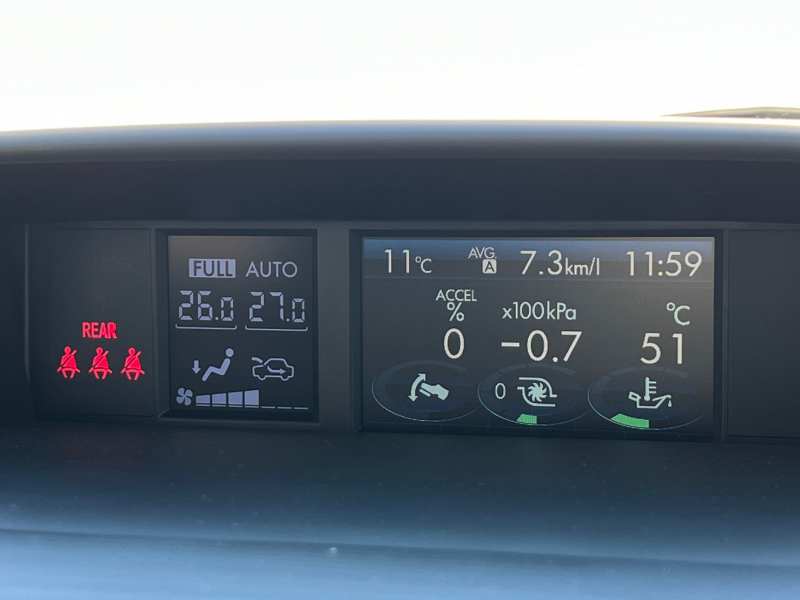 REAR
FULL AUTO
26.0 27.0
11°C AVG. A 7.3km/l 11:59
ACCEL % x100kPa °C
0 -0.7 51
0